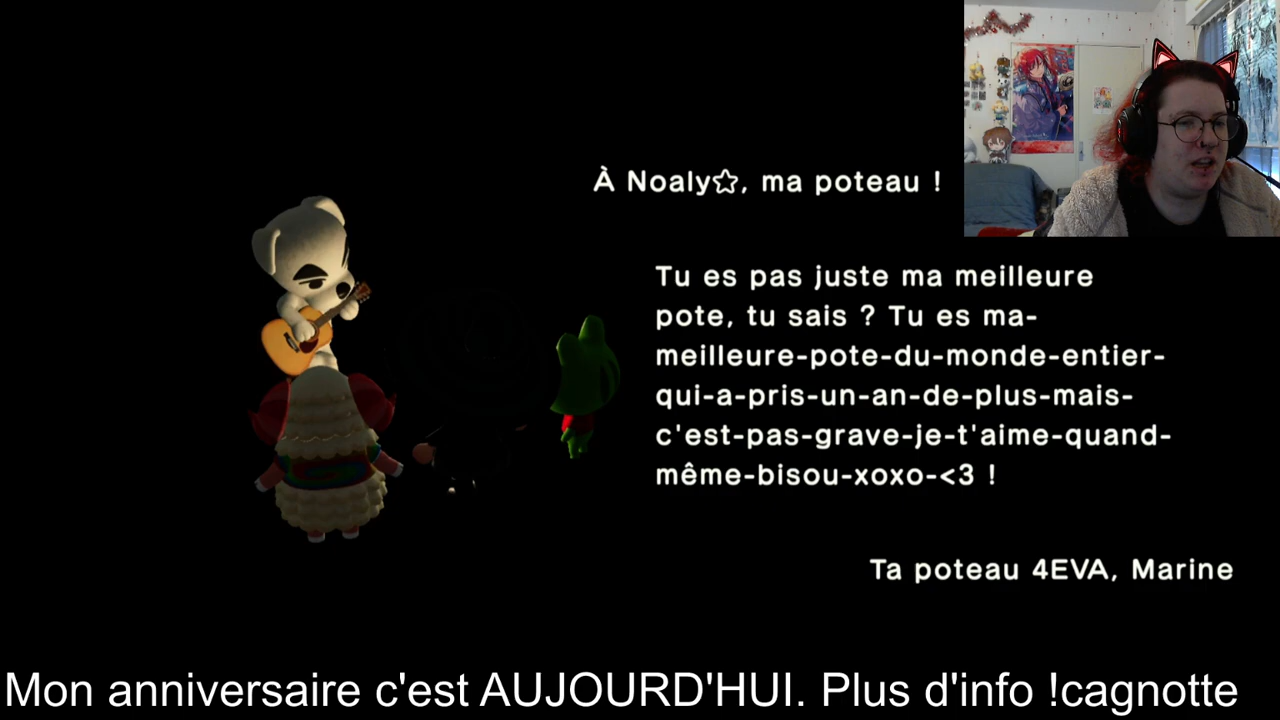 À Noaly☆, ma poteau !
Tu es pas juste ma meilleure
pote, tu sais ? Tu es ma-
meilleure-pote-du-monde-entier-
qui-a-pris-un-an-de-plus-mais-
c'est-pas-grave-je-t'aime-quand-
même-bisou-xoxo-<3 !
Ta poteau 4EVA, Marine
Mon anniversaire c'est AUJOURD'HUI. Plus d'info !cagnotte